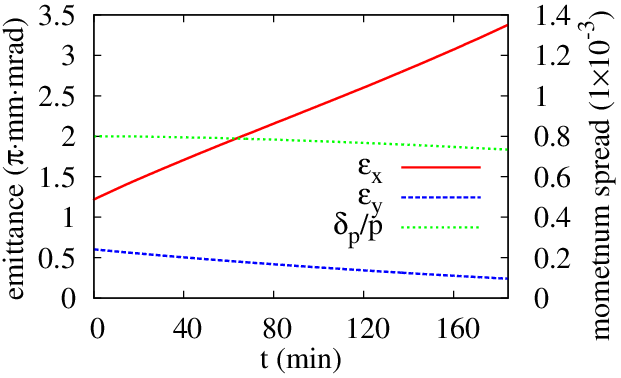 emittance (π·mm·mrad)
3.5
3
2.5
2
1.5
1
0.5
0
1.4
1.2
1
0.8
0.6
0.4
0.2
0
mometnum spread (1×10⁻³)
εₓ
ε_y
δ_p/p
0 40 80 120 160
t (min)